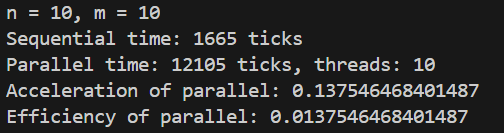 n = 10, m = 10
Sequential time: 1665 ticks
Parallel time: 12105 ticks, threads: 10
Acceleration of parallel: 0.137546468401487
Efficiency of parallel: 0.0137546468401487